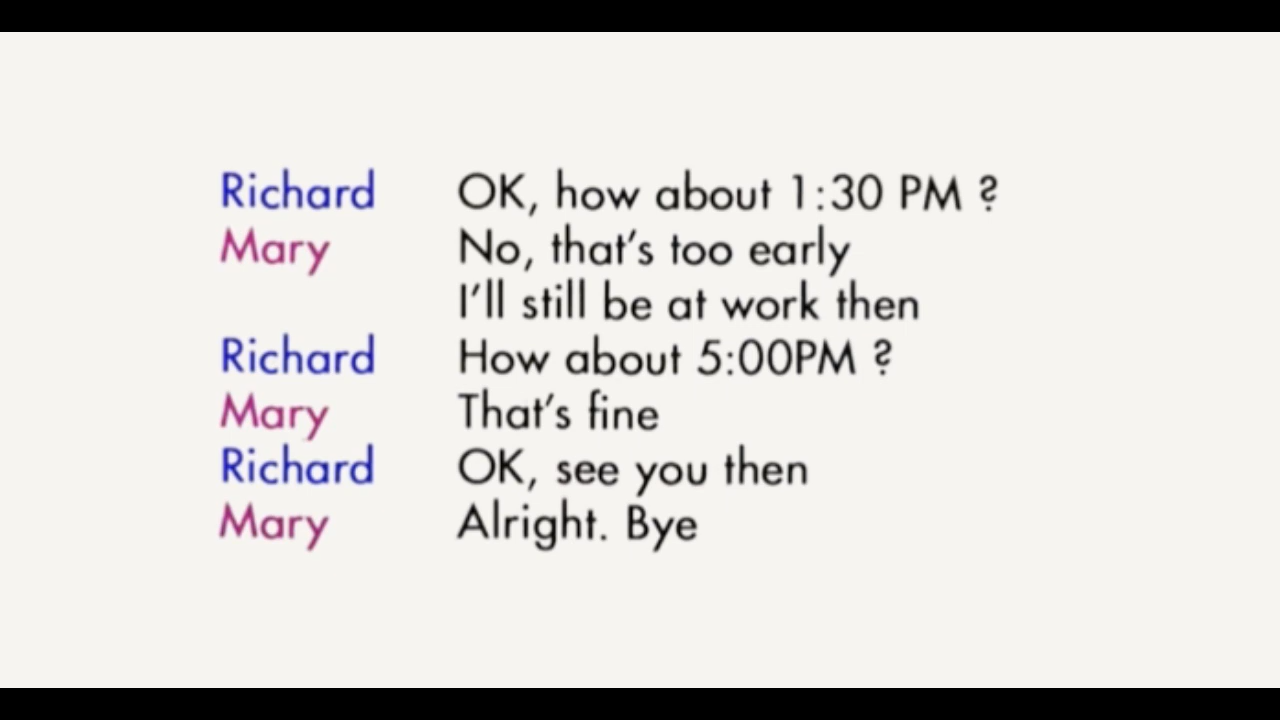 Richard OK, how about 1:30 PM ?
Mary No, that's too early
I'll still be at work then
Richard How about 5:00PM ?
Mary That's fine
Richard OK, see you then
Mary Alright. Bye